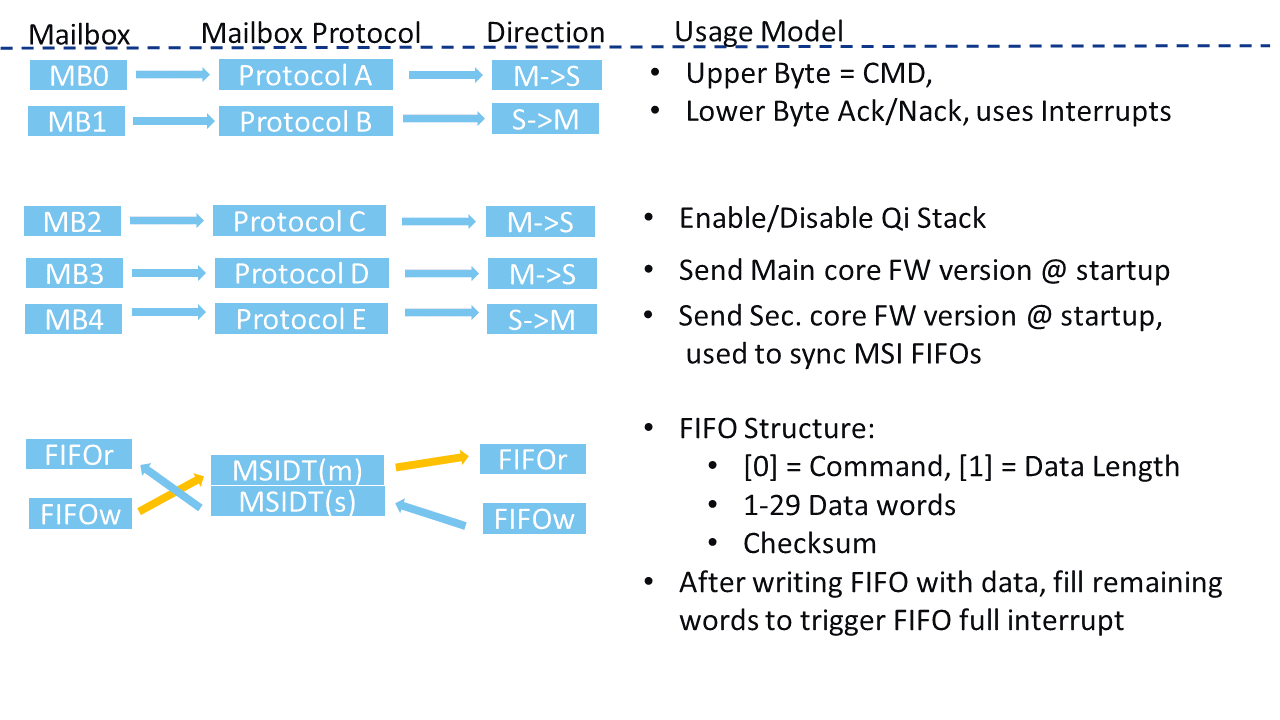 Mailbox Mailbox Protocol Direction Usage Model
MB0 Protocol A M->S • Upper Byte = CMD,
MB1 Protocol B S->M • Lower Byte Ack/Nack, uses Interrupts
MB2 Protocol C M->S • Enable/Disable Qi Stack
MB3 Protocol D M->S • Send Main core FW version @ startup
MB4 Protocol E S->M • Send Sec. core FW version @ startup,
used to sync MSI FIFOs
• FIFO Structure:
FIFOr MSIDT(m) FIFOr • [0] = Command, [1] = Data Length
FIFOw MSIDT(s) FIFOw • 1-29 Data words
• Checksum
• After writing FIFO with data, fill remaining
words to trigger FIFO full interrupt